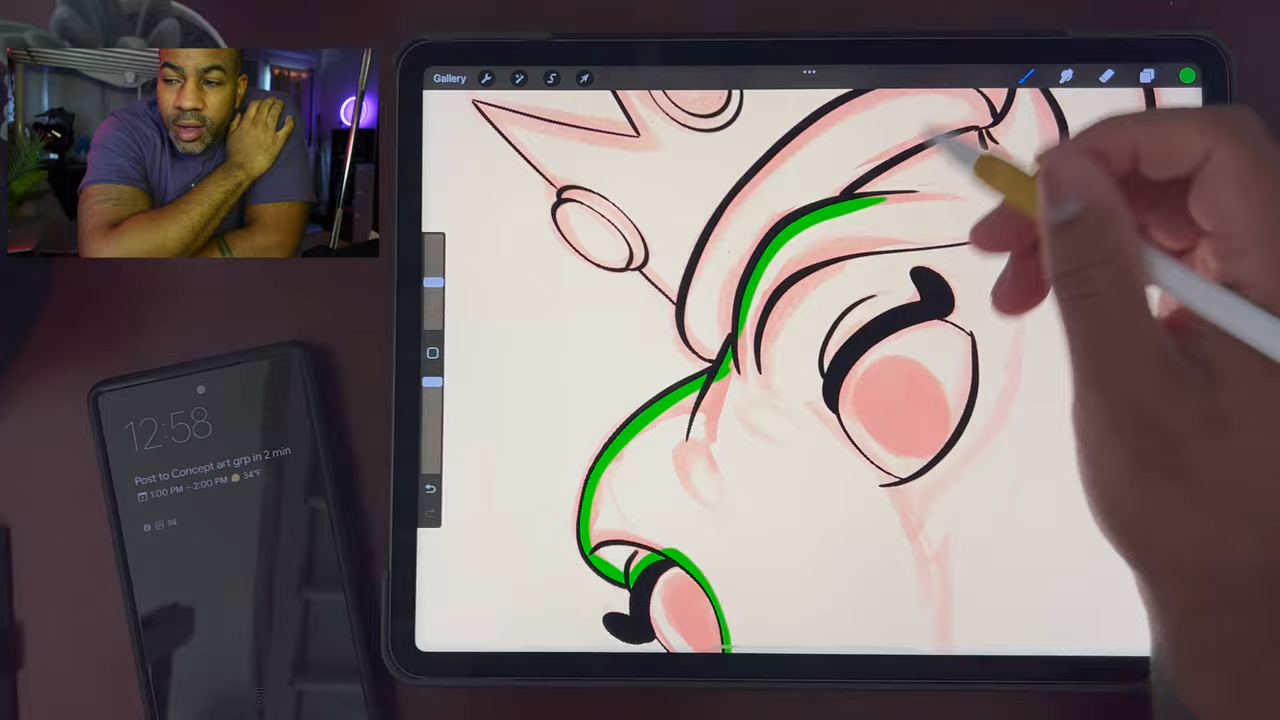 Gallery
12:58
Post to Concept art grp in 2 min
1:00 PM – 2:00 PM 34°F